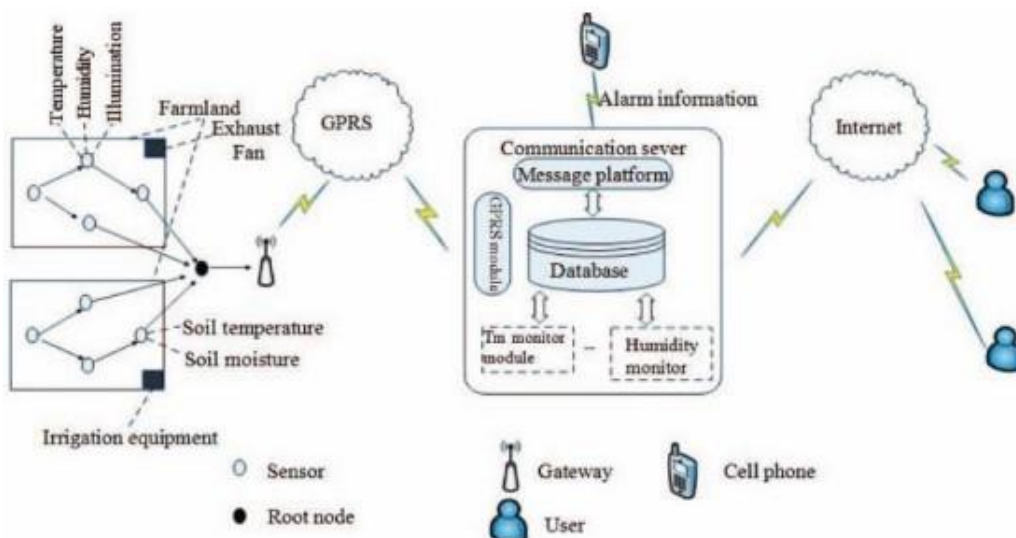 Temperature
Humidity
Illumination
Farmland
Exhaust
Fan
GPRS
Alarm information
Internet
Communication sever
Message platform
GPRS modula
Database
Tm monitor
module
–
Humidity
monitor
Soil temperature
Soil moisture
Irrigation equipment
Sensor
Gateway
Cell phone
Root node
User